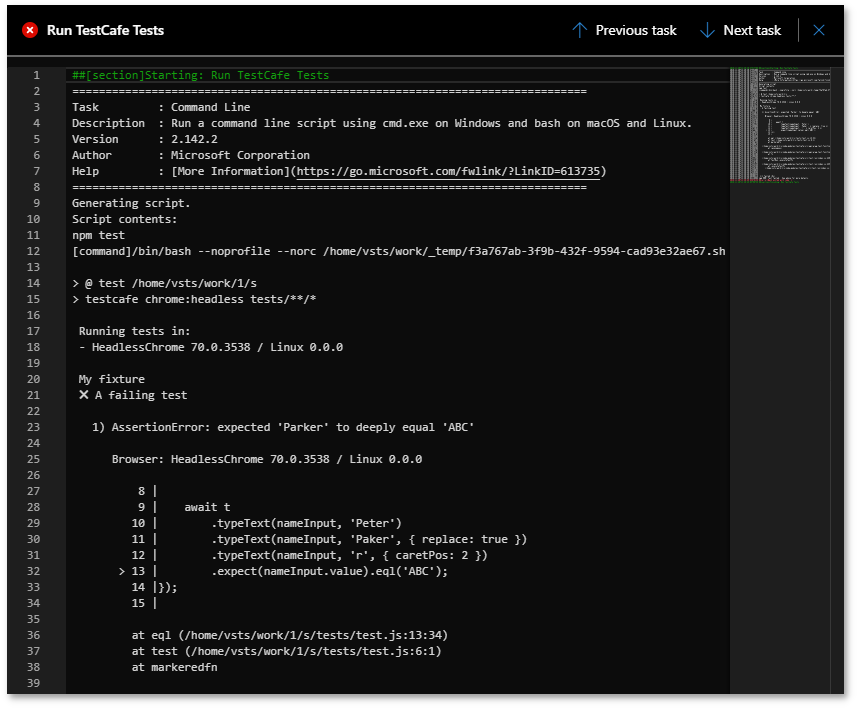 Run TestCafe Tests
Previous task
Next task
1 ##[section]Starting: Run TestCafe Tests
2 ==============================================================================
3 Task         : Command Line
4 Description  : Run a command line script using cmd.exe on Windows and bash on macOS and Linux.
5 Version      : 2.142.2
6 Author       : Microsoft Corporation
7 Help         : [More Information](https://go.microsoft.com/fwlink/?LinkID=613735)
8 ==============================================================================
9 Generating script.
10 Script contents:
11 npm test
12 [command]/bin/bash --noprofile --norc /home/vsts/work/_temp/f3a767ab-3f9b-432f-9594-cad93e32ae67.sh
13
14 > @ test /home/vsts/work/1/s
15 > testcafe chrome:headless tests/**/*
16
17  Running tests in:
18  - HeadlessChrome 70.0.3538 / Linux 0.0.0
19
20  My fixture
21  ✖ A failing test
22
23    1) AssertionError: expected 'Parker' to deeply equal 'ABC'
24
25       Browser: HeadlessChrome 70.0.3538 / Linux 0.0.0
26
27           8 |
28           9 |    await t
29          10 |        .typeText(nameInput, 'Peter')
30          11 |        .typeText(nameInput, 'Paker', { replace: true })
31          12 |        .typeText(nameInput, 'r', { caretPos: 2 })
32        > 13 |        .expect(nameInput.value).eql('ABC');
33          14 |});
34          15 |
35
36          at eql (/home/vsts/work/1/s/tests/test.js:13:34)
37          at test (/home/vsts/work/1/s/tests/test.js:6:1)
38          at markeredfn
39